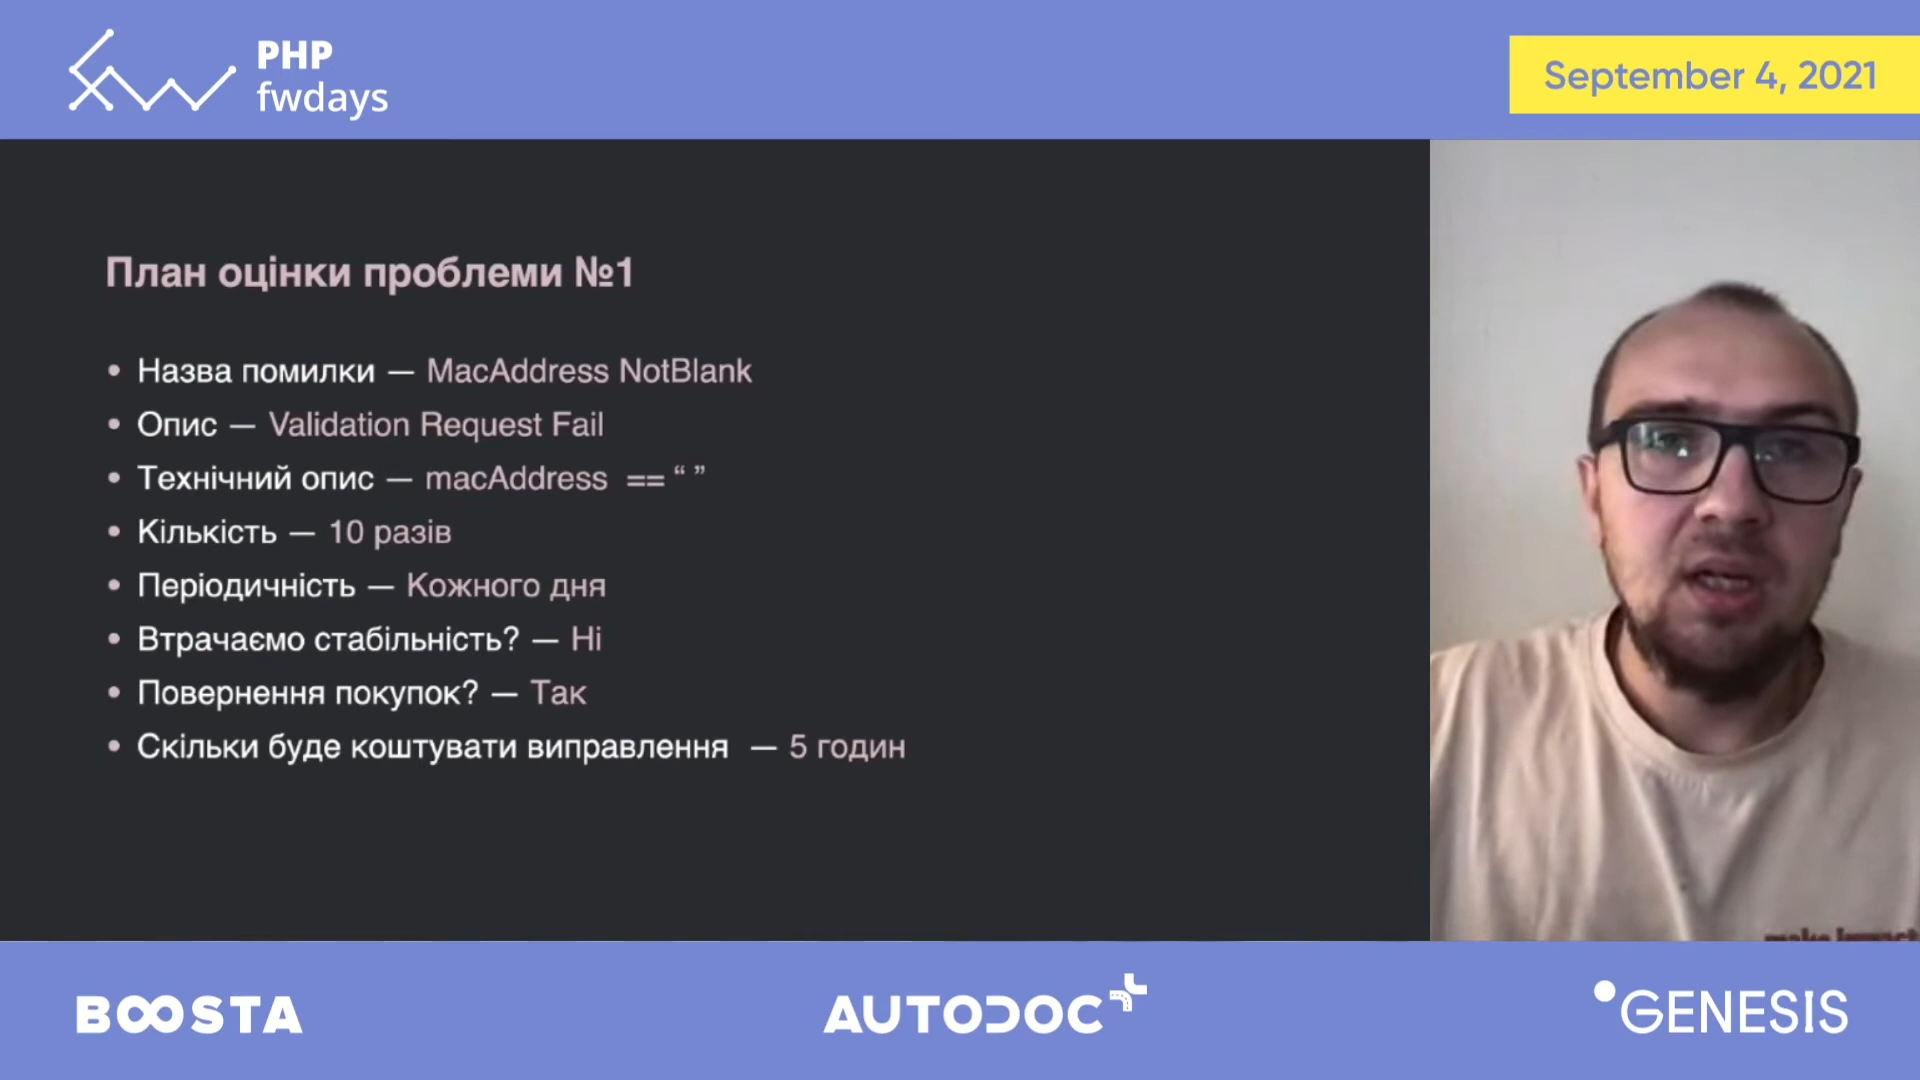 PHP
fwdays
September 4, 2021
План оцінки проблеми №1
• Назва помилки — MacAddress NotBlank
• Опис — Validation Request Fail
• Технічний опис — macAddress == “ ”
• Кількість — 10 разів
• Періодичність — Кожного дня
• Втрачаємо стабільність? — Ні
• Повернення покупок? — Так
• Скільки буде коштувати виправлення — 5 годин
make impact
BOOSTA
AUTODOC
GENESIS